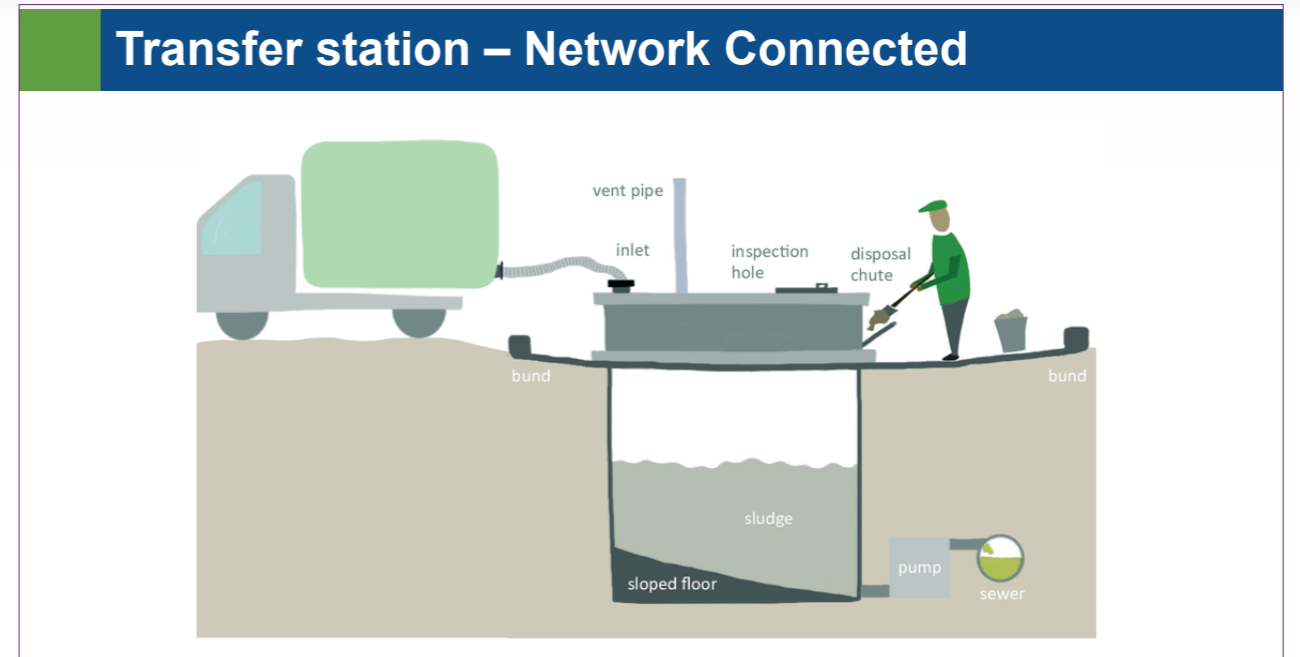 Transfer station – Network Connected
vent pipe
inlet
inspection
hole
disposal
chute
bund
bund
sludge
sloped floor
pump
sewer